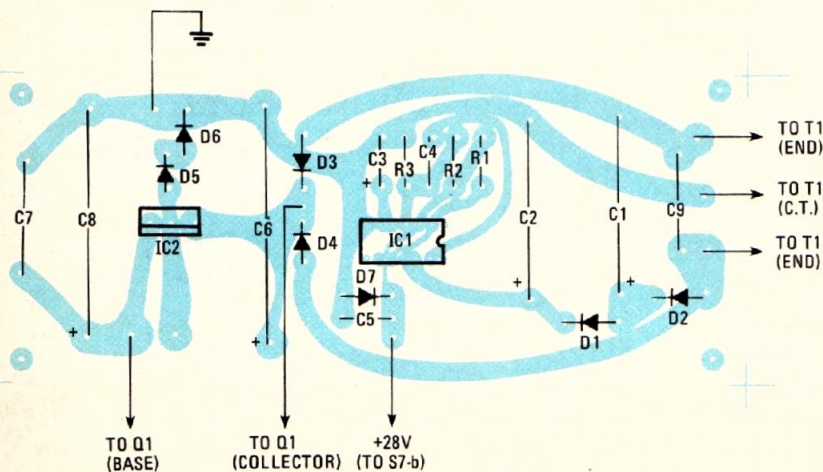 D6
D5
D3
C3
R3
C4
R2
R1
TO T1
(END)
TO T1
(C.T.)
TO T1
(END)
C7
C8
C6
IC2
D4
IC1
C2
C1
C9
+
D7
C5
+
+
D1
D2
+
+
TO Q1
(BASE)
TO Q1
(COLLECTOR)
+28V
(TO S7-b)